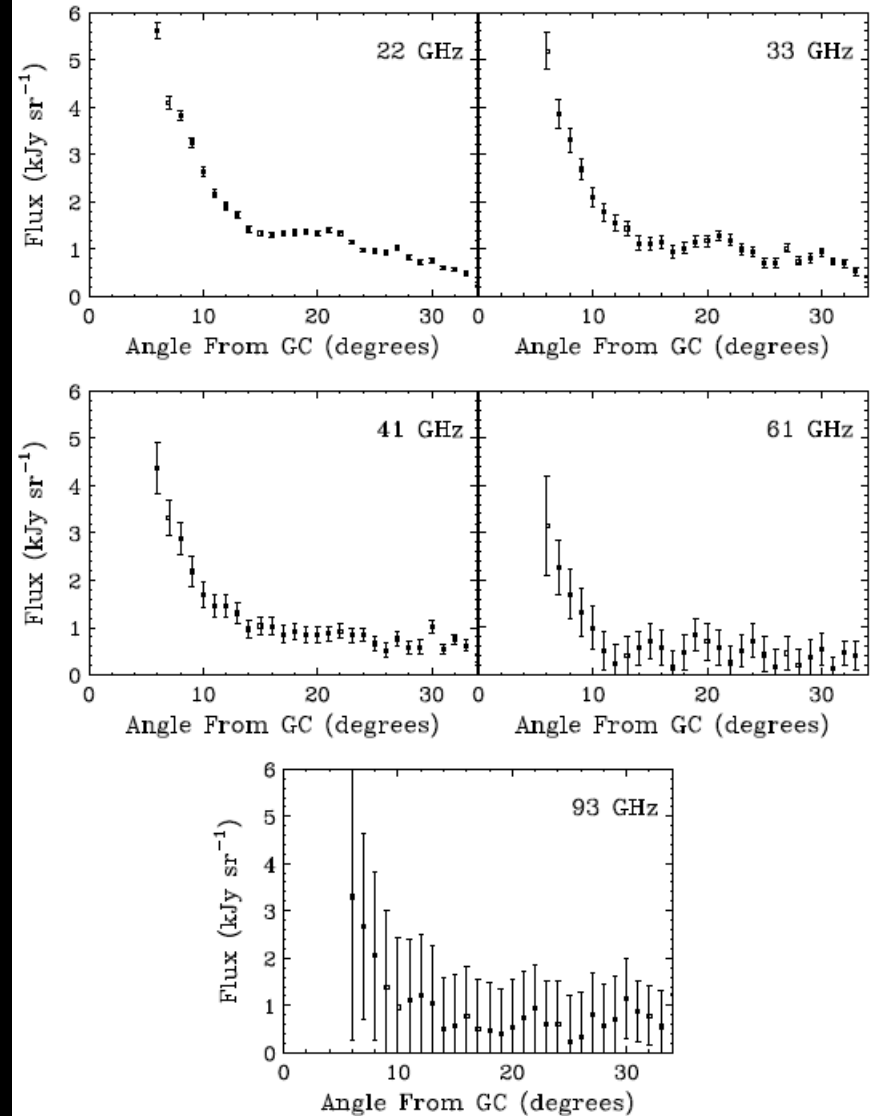 6
5
4
3
2
1
0
Flux (kJy sr⁻¹)
22 GHz
33 GHz
0 10 20 30 0 10 20 30
Angle From GC (degrees) Angle From GC (degrees)
6
5
4
3
2
1
0
Flux (kJy sr⁻¹)
41 GHz
61 GHz
0 10 20 30 0 10 20 30
Angle From GC (degrees) Angle From GC (degrees)
6
5
4
3
2
1
0
Flux (kJy sr⁻¹)
93 GHz
0 10 20 30
Angle From GC (degrees)